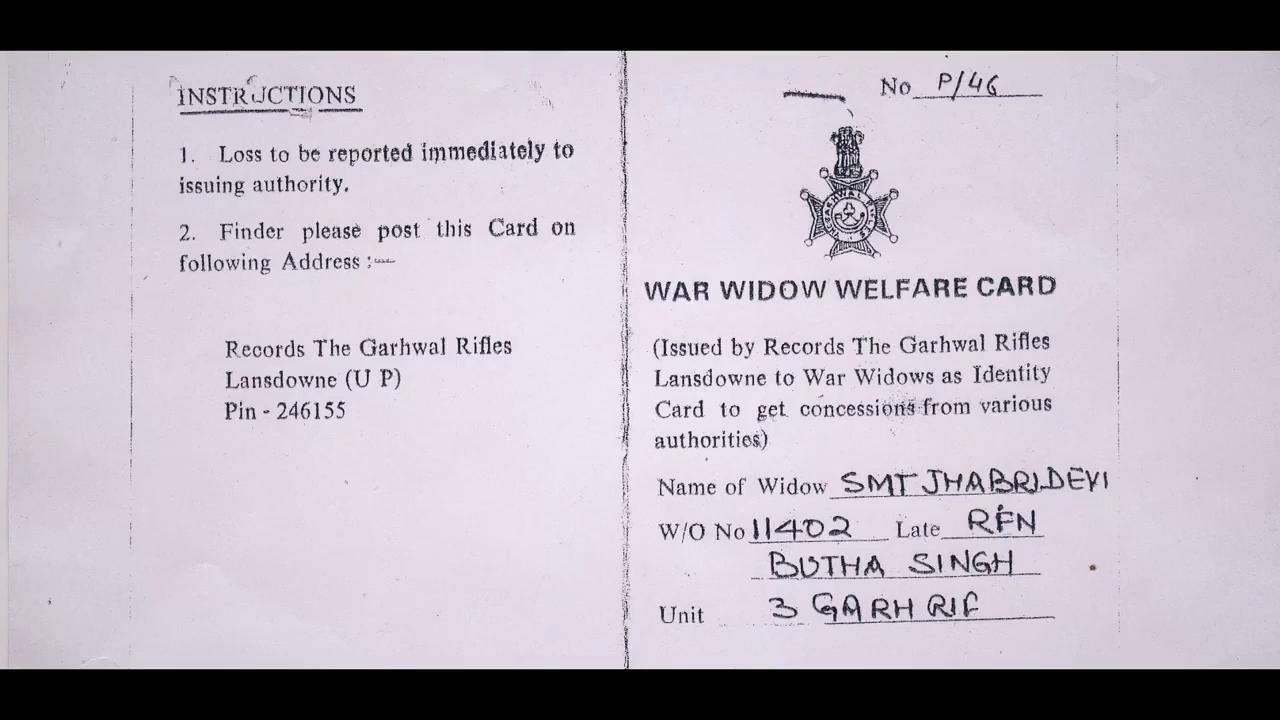 INSTRUCTIONS
1. Loss to be reported immediately to
issuing authority.
2. Finder please post this Card on
following Address :—
Records The Garhwal Rifles
Lansdowne (U P)
Pin - 246155
No P/46
WAR WIDOW WELFARE CARD
(Issued by Records The Garhwal Rifles
Lansdowne to War Widows as Identity
Card to get concessions from various
authorities)
Name of Widow SMT JHABRI DEVI
W/O No 11402 Late RFN
BUTHA SINGH
Unit 3 GARH RIF